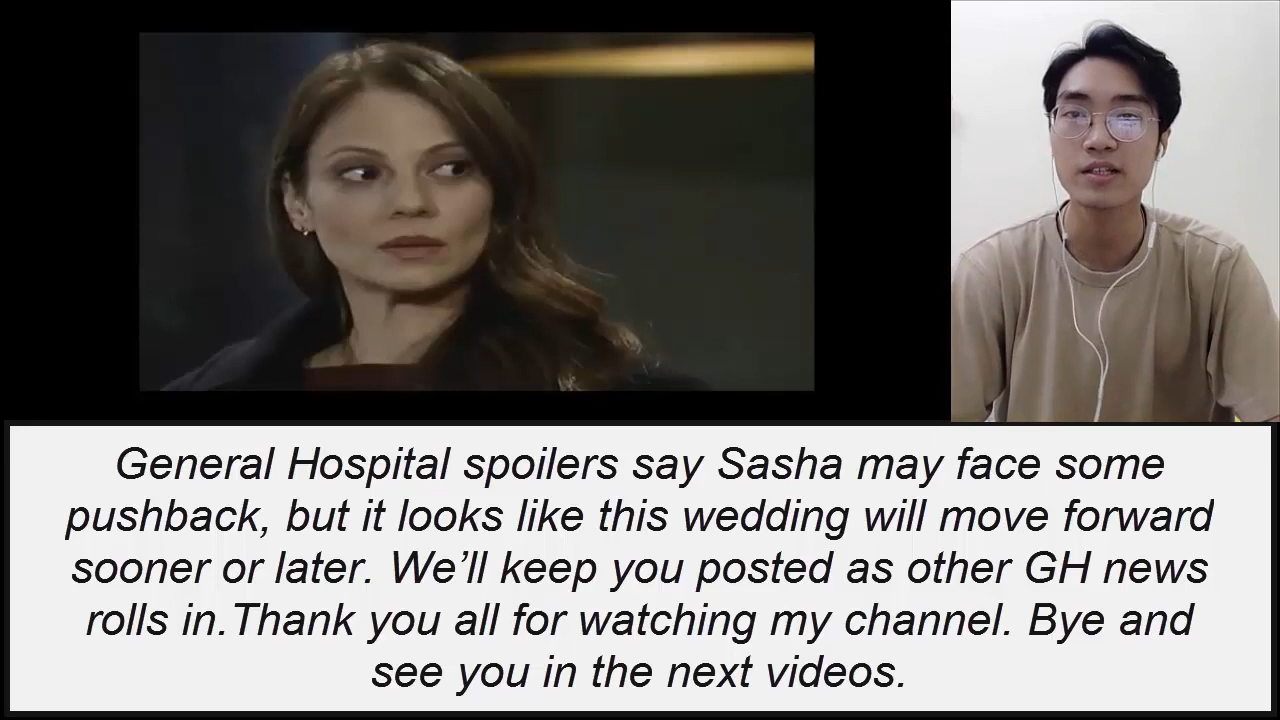 General Hospital spoilers say Sasha may face some
pushback, but it looks like this wedding will move forward
sooner or later. We’ll keep you posted as other GH news
rolls in.Thank you all for watching my channel. Bye and
see you in the next videos.